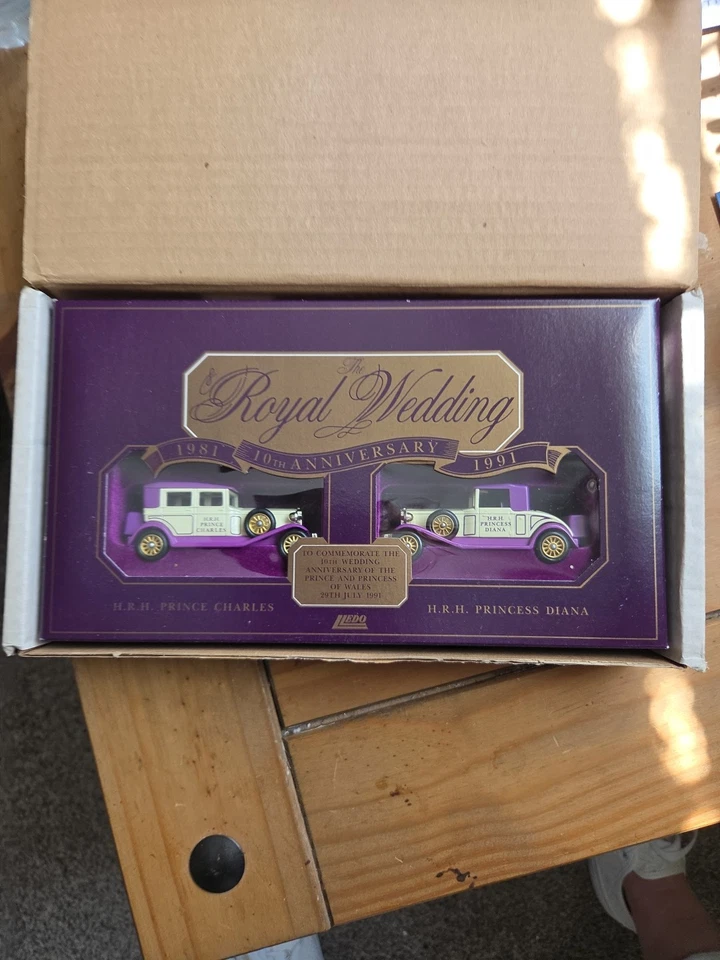 The
Royal Wedding
1981 10TH ANNIVERSARY 1991
H.R.H.
PRINCE
CHARLES
H.R.H.
PRINCESS
DIANA
TO COMMEMORATE THE
10TH WEDDING
ANNIVERSARY OF THE
PRINCE AND PRINCESS
OF WALES
29TH JULY 1991
H.R.H. PRINCE CHARLES
H.R.H. PRINCESS DIANA
LLEDO